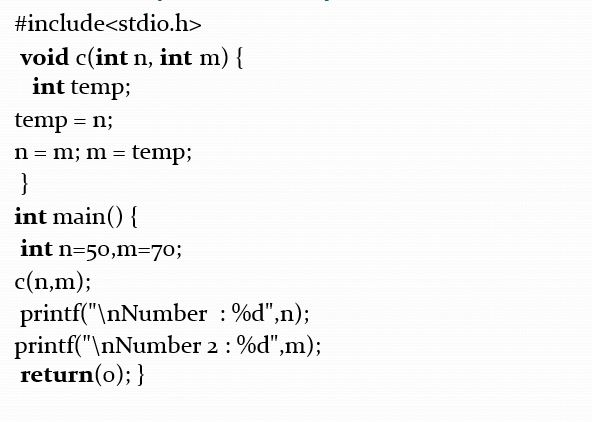 #include<stdio.h>
void c(int n, int m) {
int temp;
temp = n;
n = m; m = temp;
}
int main() {
int n=50,m=70;
c(n,m);
printf("\nNumber  : %d",n);
printf("\nNumber 2 : %d",m);
return(0); }